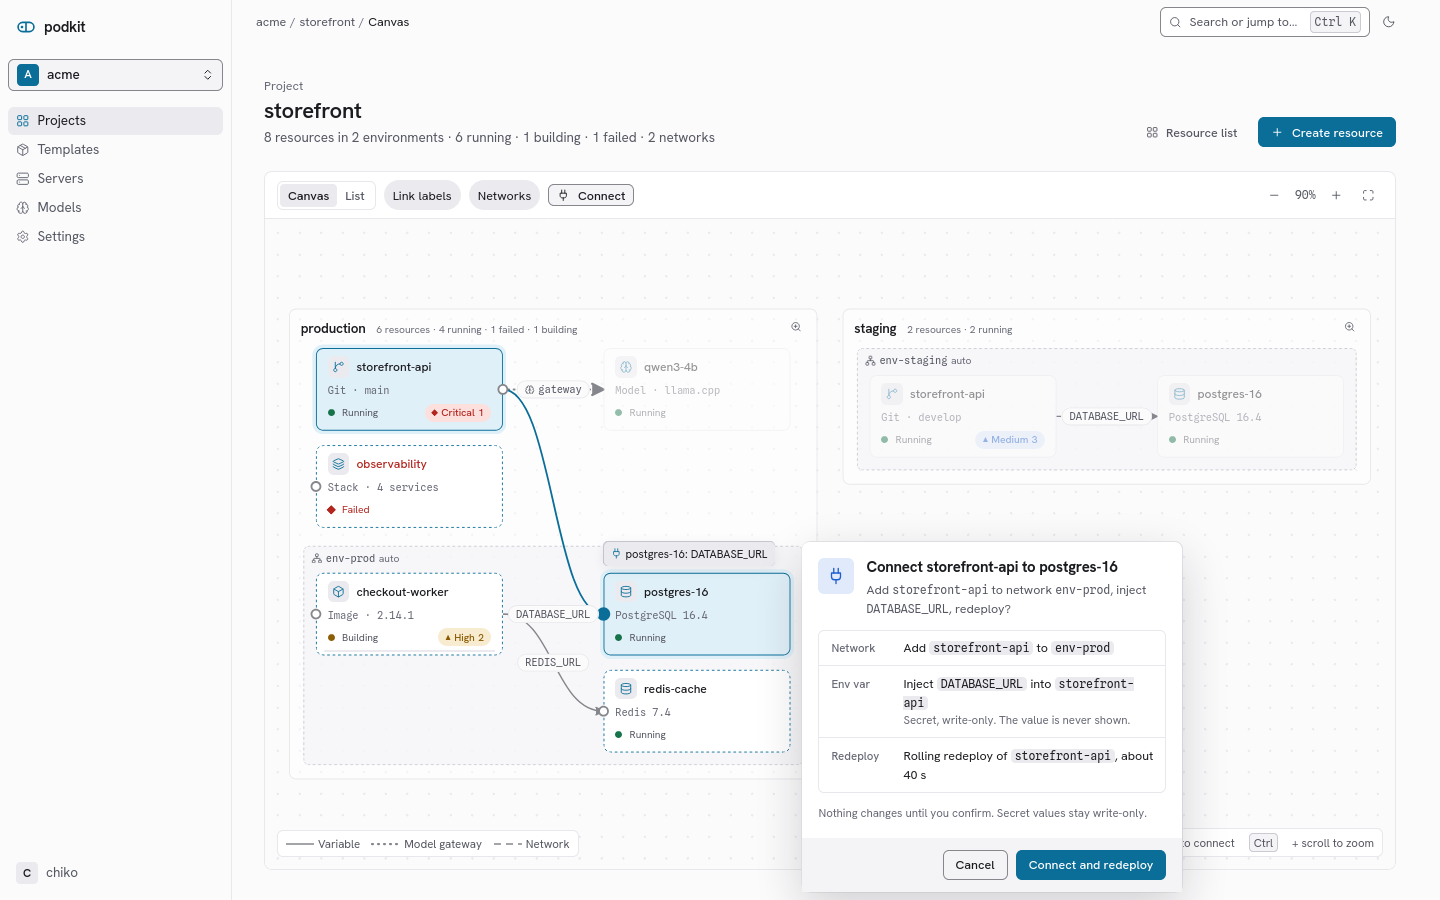 podkit
acme / storefront / Canvas
Search or jump to...
Ctrl K
A
acme
Projects
Templates
Servers
Models
Settings
Project
storefront
8 resources in 2 environments · 6 running · 1 building · 1 failed · 2 networks
Resource list
Create resource
Canvas
List
Link labels
Networks
Connect
90%
production
6 resources · 4 running · 1 failed · 1 building
storefront-api
Git · main
Running
Critical 1
gateway
qwen3-4b
Model · llama.cpp
Running
observability
Stack · 4 services
Failed
env-prod auto
checkout-worker
Image · 2.14.1
Building
High 2
DATABASE_URL
REDIS_URL
postgres-16: DATABASE_URL
postgres-16
PostgreSQL 16.4
Running
redis-cache
Redis 7.4
Running
staging
2 resources · 2 running
env-staging auto
storefront-api
Git · develop
Running
Medium 3
DATABASE_URL
postgres-16
PostgreSQL 16.4
Running
Connect storefront-api to postgres-16
Add storefront-api to network env-prod, inject
DATABASE_URL, redeploy?
Network
Add storefront-api to env-prod
Env var
Inject DATABASE_URL into storefront-
api
Secret, write-only. The value is never shown.
Redeploy
Rolling redeploy of storefront-api, about
40 s
Nothing changes until you confirm. Secret values stay write-only.
Cancel
Connect and redeploy
Variable
Model gateway
Network
to connect
Ctrl
+ scroll to zoom
C
chiko